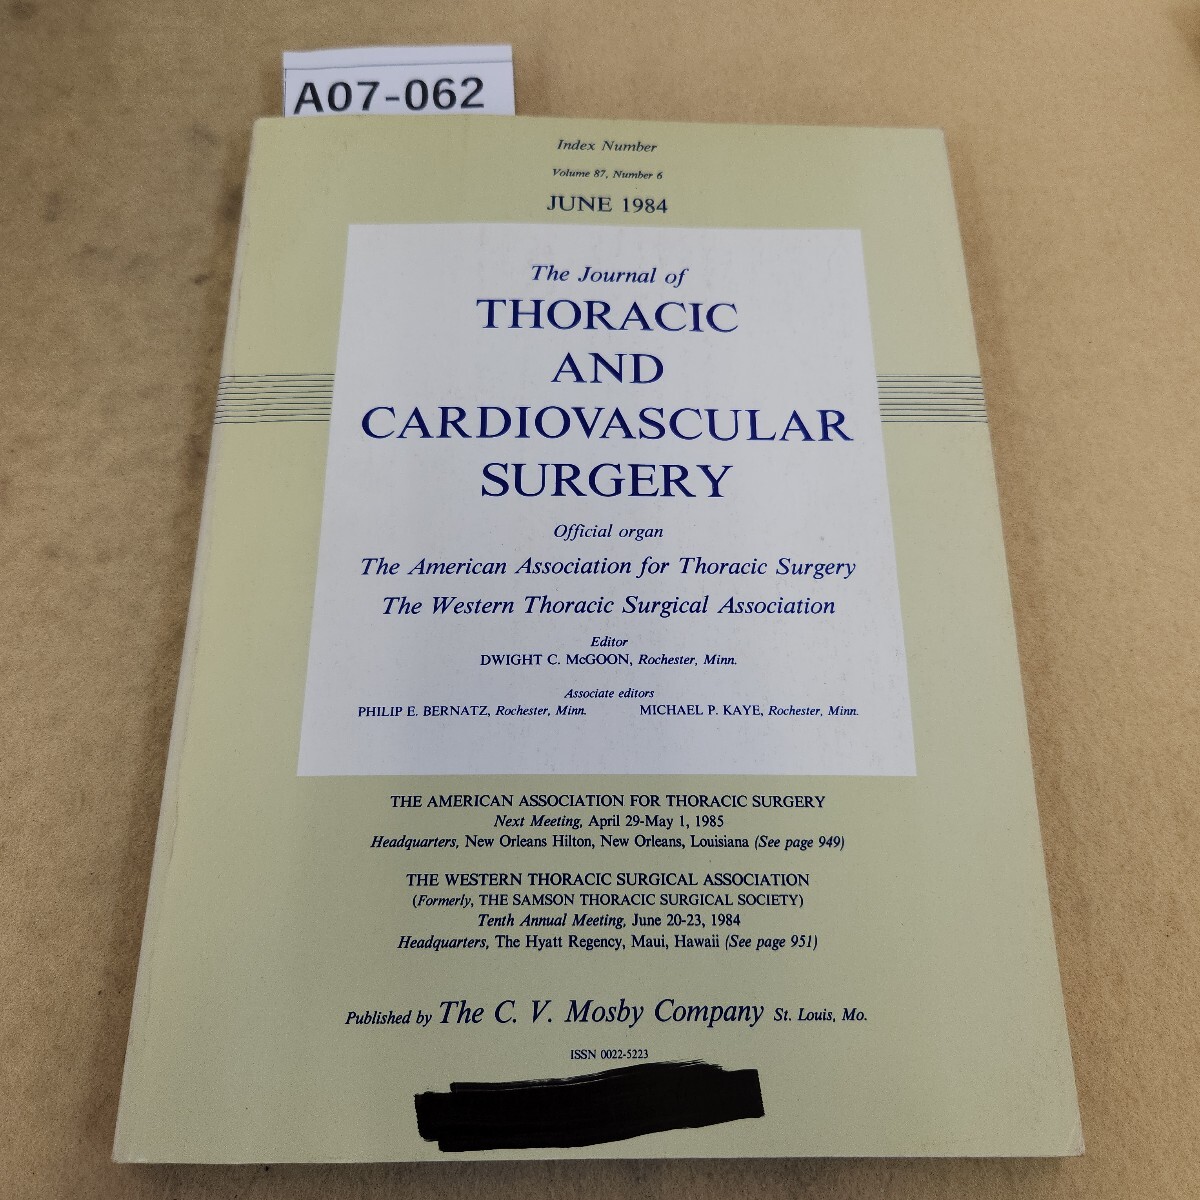 A07-062
Index Number
Volume 87, Number 6
JUNE 1984
The Journal of
THORACIC
AND
CARDIOVASCULAR
SURGERY
Official organ
The American Association for Thoracic Surgery
The Western Thoracic Surgical Association
Editor
DWIGHT C. McGOON, Rochester, Minn.
Associate editors
PHILIP E. BERNATZ, Rochester, Minn. MICHAEL P. KAYE, Rochester, Minn.
THE AMERICAN ASSOCIATION FOR THORACIC SURGERY
Next Meeting, April 29-May 1, 1985
Headquarters, New Orleans Hilton, New Orleans, Louisiana (See page 949)
THE WESTERN THORACIC SURGICAL ASSOCIATION
(Formerly, THE SAMSON THORACIC SURGICAL SOCIETY)
Tenth Annual Meeting, June 20-23, 1984
Headquarters, The Hyatt Regency, Maui, Hawaii (See page 951)
Published by The C. V. Mosby Company St. Louis, Mo.
ISSN 0022-5223